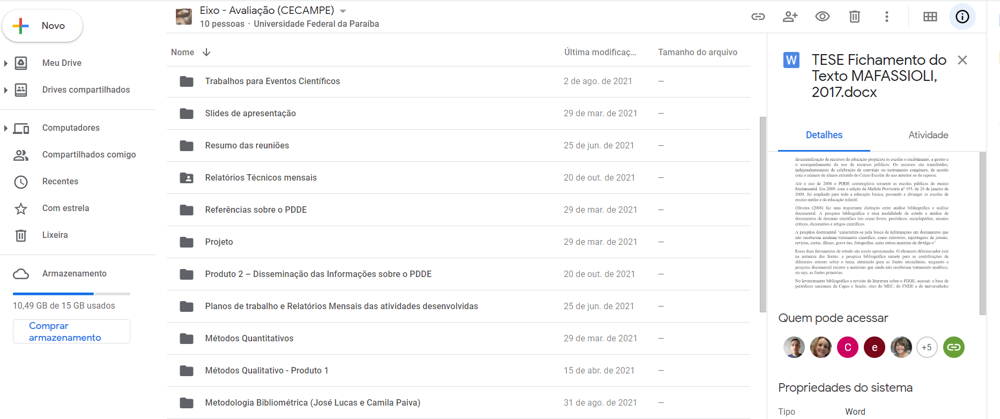 Novo
Meu Drive
Drives compartilhados
Computadores
Compartilhados comigo
Recentes
Com estrela
Lixeira
Armazenamento
10,49 GB de 15 GB usados
Comprar
armazenamento
Eixo - Avaliação (CECAMPE)
10 pessoas · Universidade Federal da Paraíba
Nome Última modificaç... Tamanho do arquivo
Trabalhos para Eventos Científicos 2 de ago. de 2021 —
Slides de apresentação 29 de mar. de 2021 —
Resumo das reuniões 25 de jun. de 2021 —
Relatórios Técnicos mensais 20 de out. de 2021 —
Referências sobre o PDDE 29 de mar. de 2021 —
Projeto 29 de mar. de 2021 —
Produto 2 – Disseminação das Informações sobre o PDDE 20 de out. de 2021 —
Planos de trabalho e Relatórios Mensais das atividades desenvolvidas 25 de jun. de 2021 —
Métodos Quantitativos 29 de mar. de 2021 —
Métodos Qualitativo - Produto 1 15 de abr. de 2021 —
Metodologia Bibliométrica (José Lucas e Camila Paiva) 31 de ago. de 2021 —
W
TESE Fichamento do
Texto MAFASSIOLI,
2017.docx
Detalhes Atividade
descentralização de recursos da educação propiciou às escolas o recebimento, a gestão e
o acompanhamento do uso de recursos públicos. Os recursos são transferidos,
independentemente da celebração de convênio ou instrumento congênere, de acordo
com o número de alunos extraído do Censo Escolar do ano anterior ao do repasse.
Até o ano de 2008 o PDDE contemplava somente as escolas públicas do ensino
fundamental. Em 2009, com a edição da Medida Provisória nº 455, de 28 de janeiro de
2009, foi ampliado para toda a educação básica, passando a abranger as escolas de
ensino médio e da educação infantil.
Oliveira (2008) faz uma importante distinção entre análise bibliográfica e análise
documental. A pesquisa bibliográfica é uma modalidade de estudo e análise de
documentos de domínio científico tais como livros, periódicos, enciclopédias, ensaios
críticos, dicionários e artigos científicos.
A pesquisa documental "caracteriza-se pela busca de informações em documentos que
não receberam nenhum tratamento científico, como relatórios, reportagens de jornais,
revistas, cartas, filmes, grava ões, fotografias, entre outras matérias de divulga o"
Essas duas ferramentas de estudo são muito aproximadas. O elemento diferenciador está
na natureza das fontes: a pesquisa bibliográfica remete para as contribuições de
diferentes autores sobre o tema, atentando para as fontes secundárias, enquanto a
pesquisa documental recorre a materiais que ainda não receberam tratamento analítico,
ou seja, as fontes primárias.
No levantamento bibliográfico e revisão da literatura sobre o PDDE, acessei: a base de
periódicos nacionais da Capes e Scielo; sites do MEC, do FNDE e de universidades
Quem pode acessar
C e +5
Propriedades do sistema
Tipo Word